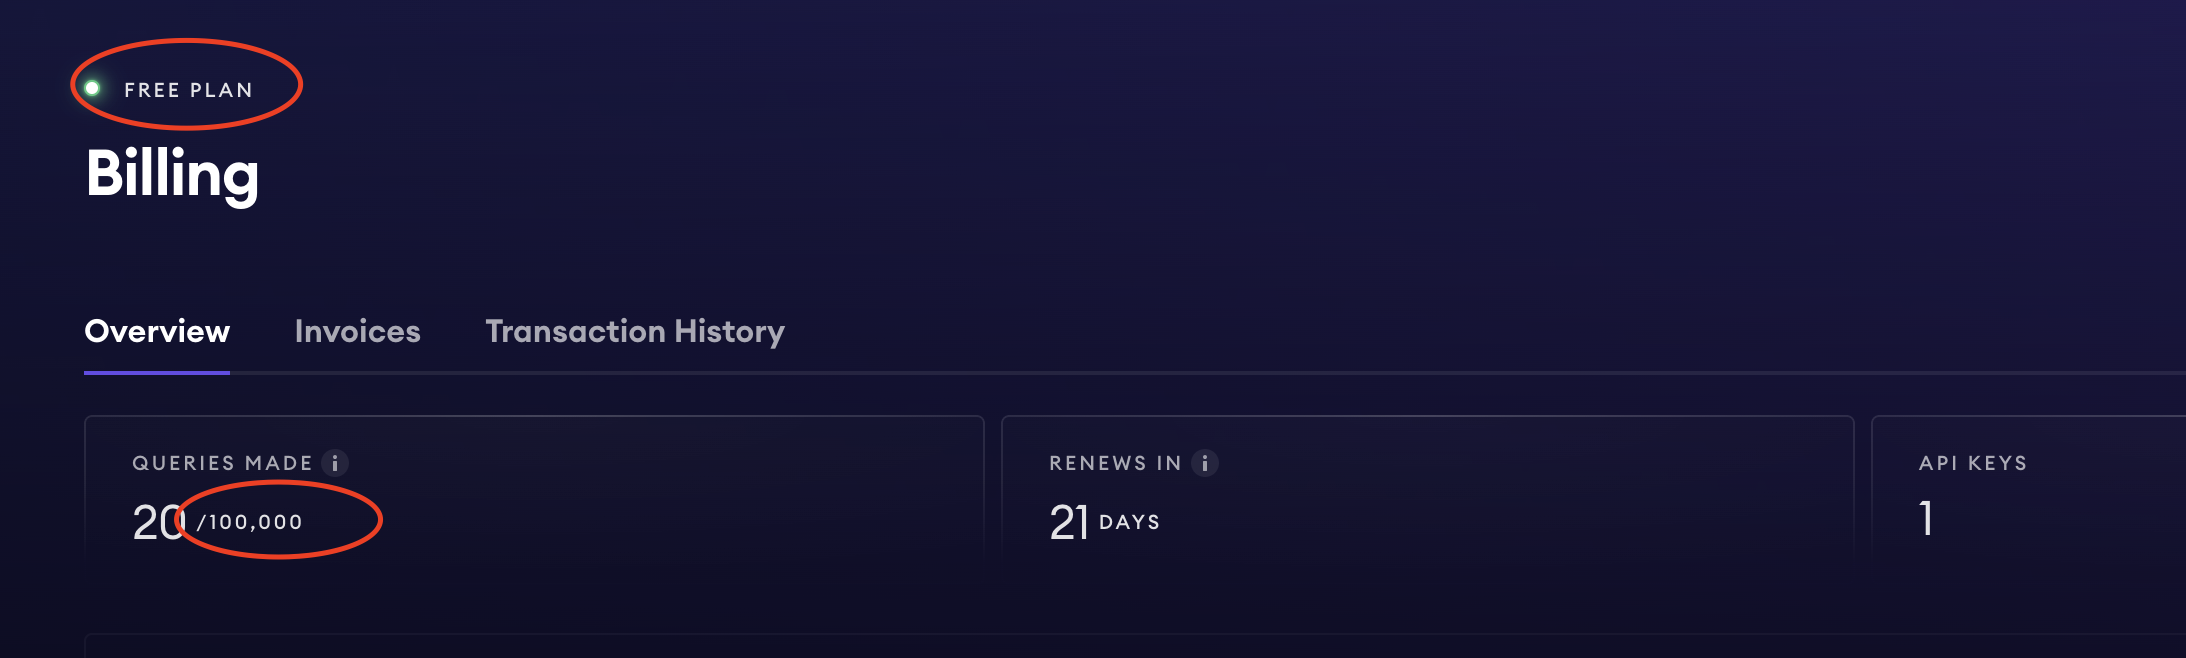 FREE PLAN
Billing
Overview Invoices Transaction History
QUERIES MADE i RENEWS IN i API KEYS
20 /100,000 21 DAYS 1